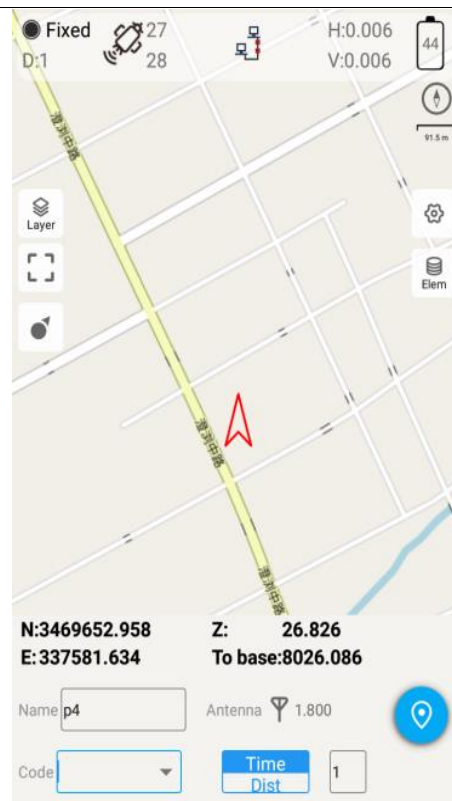 Fixed 27 H:0.006 44
D:1 28 V:0.006
91.5 m
Layer
Elem
N:3469652.958 Z: 26.826
E:337581.634 To base:8026.086
Name p4 Antenna 1.800
Code Time 1
Dist